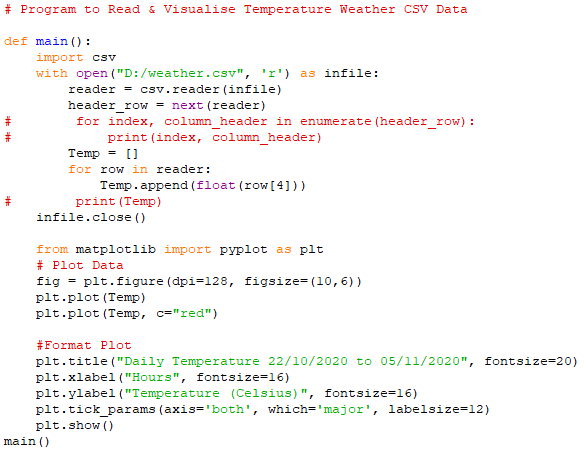 # Program to Read & Visualise Temperature Weather CSV Data

def main():
    import csv
    with open("D:/weather.csv", 'r') as infile:
        reader = csv.reader(infile)
        header_row = next(reader)
#        for index, column_header in enumerate(header_row):
#            print(index, column_header)
        Temp = []
        for row in reader:
            Temp.append(float(row[4]))
#        print(Temp)
    infile.close()

    from matplotlib import pyplot as plt
    # Plot Data
    fig = plt.figure(dpi=128, figsize=(10,6))
    plt.plot(Temp)
    plt.plot(Temp, c="red")

    #Format Plot
    plt.title("Daily Temperature 22/10/2020 to 05/11/2020", fontsize=20)
    plt.xlabel("Hours", fontsize=16)
    plt.ylabel("Temperature (Celsius)", fontsize=16)
    plt.tick_params(axis='both', which='major', labelsize=12)
    plt.show()
main()